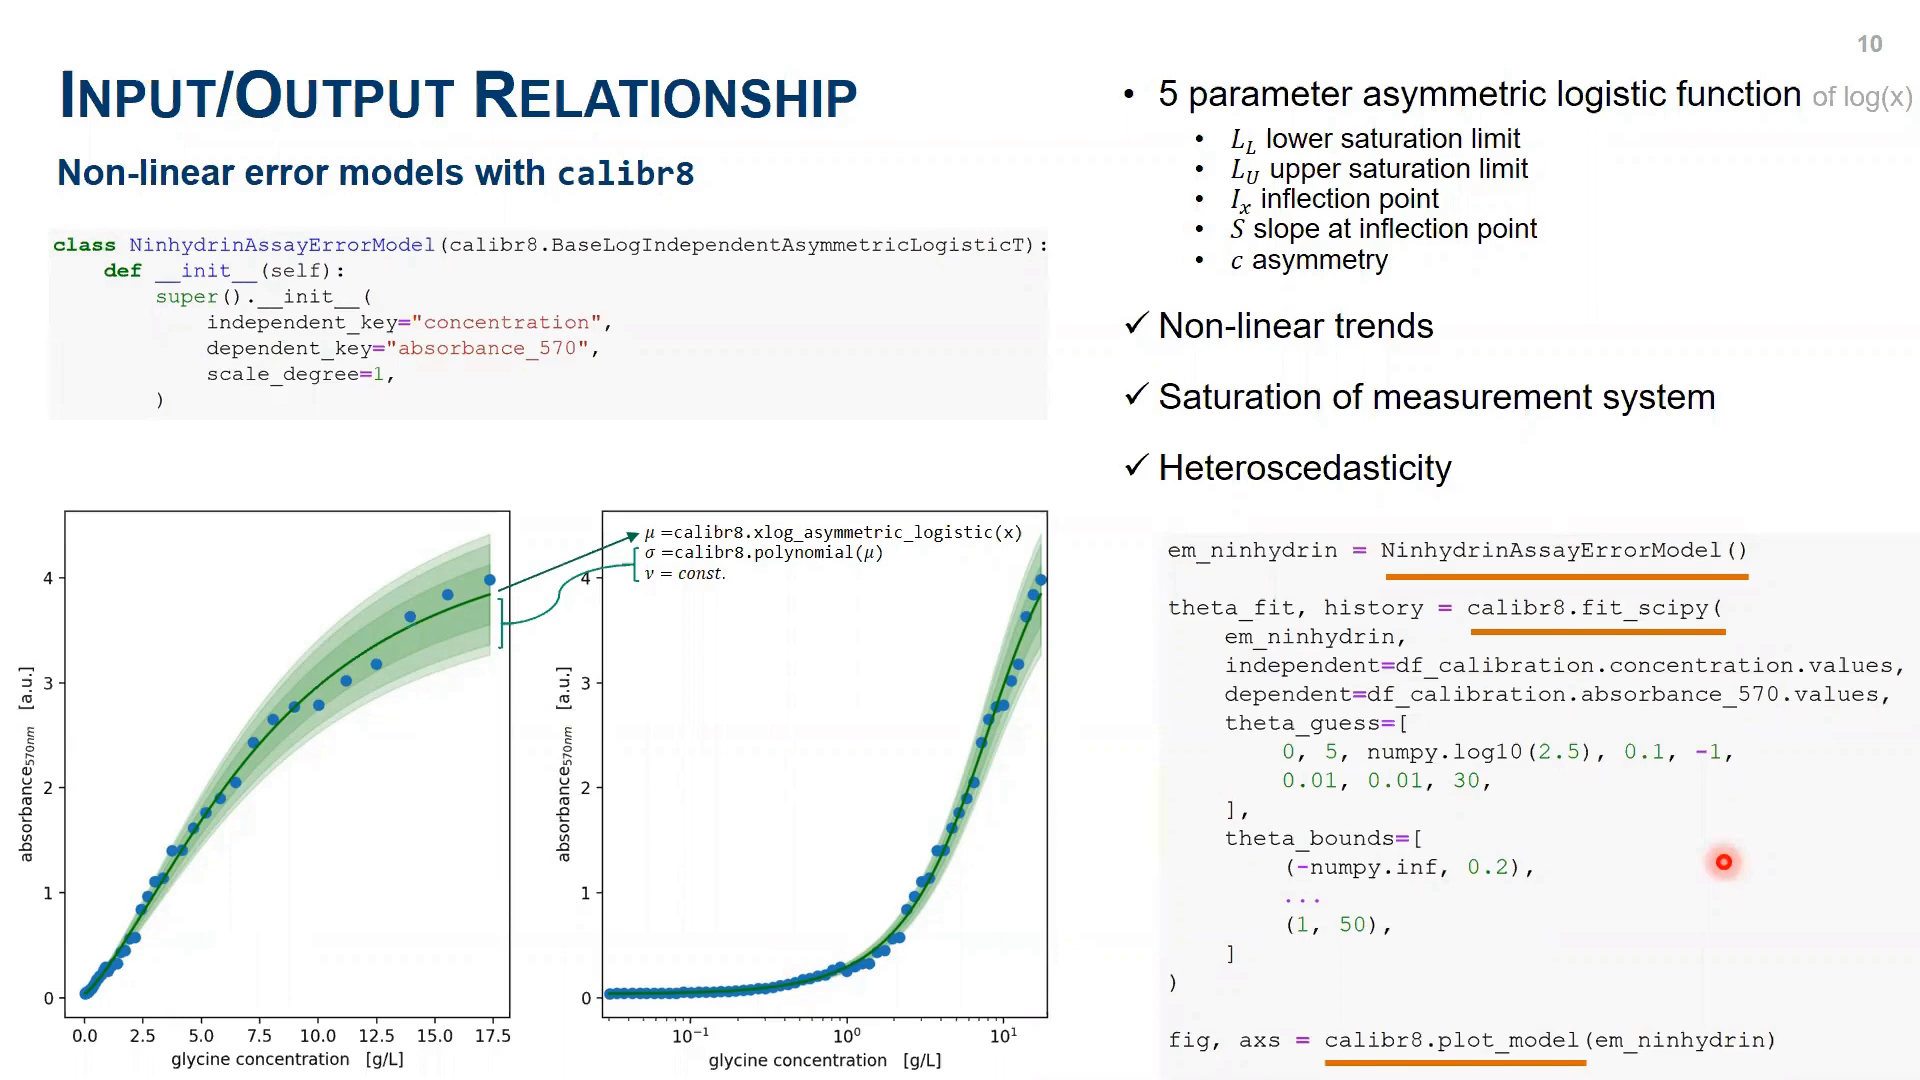 10
INPUT/OUTPUT RELATIONSHIP
Non-linear error models with calibr8
class NinhydrinAssayErrorModel(calibr8.BaseLogIndependentAsymmetricLogisticT):
def __init__(self):
super().__init__(
independent_key="concentration",
dependent_key="absorbance_570",
scale_degree=1,
)
• 5 parameter asymmetric logistic function of log(x)
• L_L lower saturation limit
• L_U upper saturation limit
• I_x inflection point
• S slope at inflection point
• c asymmetry
✓ Non-linear trends
✓ Saturation of measurement system
✓ Heteroscedasticity
μ =calibr8.xlog_asymmetric_logistic(x)
σ =calibr8.polynomial(μ)
ν = const.
absorbance570nm [a.u.]
4
3
2
1
0
0.0 2.5 5.0 7.5 10.0 12.5 15.0 17.5
glycine concentration [g/L]
absorbance570nm [a.u.]
4
3
2
1
0
10⁻¹ 10⁰ 10¹
glycine concentration [g/L]
em_ninhydrin = NinhydrinAssayErrorModel()
theta_fit, history = calibr8.fit_scipy(
em_ninhydrin,
independent=df_calibration.concentration.values,
dependent=df_calibration.absorbance_570.values,
theta_guess=[
0, 5, numpy.log10(2.5), 0.1, -1,
0.01, 0.01, 30,
],
theta_bounds=[
(-numpy.inf, 0.2),
...
(1, 50),
]
)
fig, axs = calibr8.plot_model(em_ninhydrin)